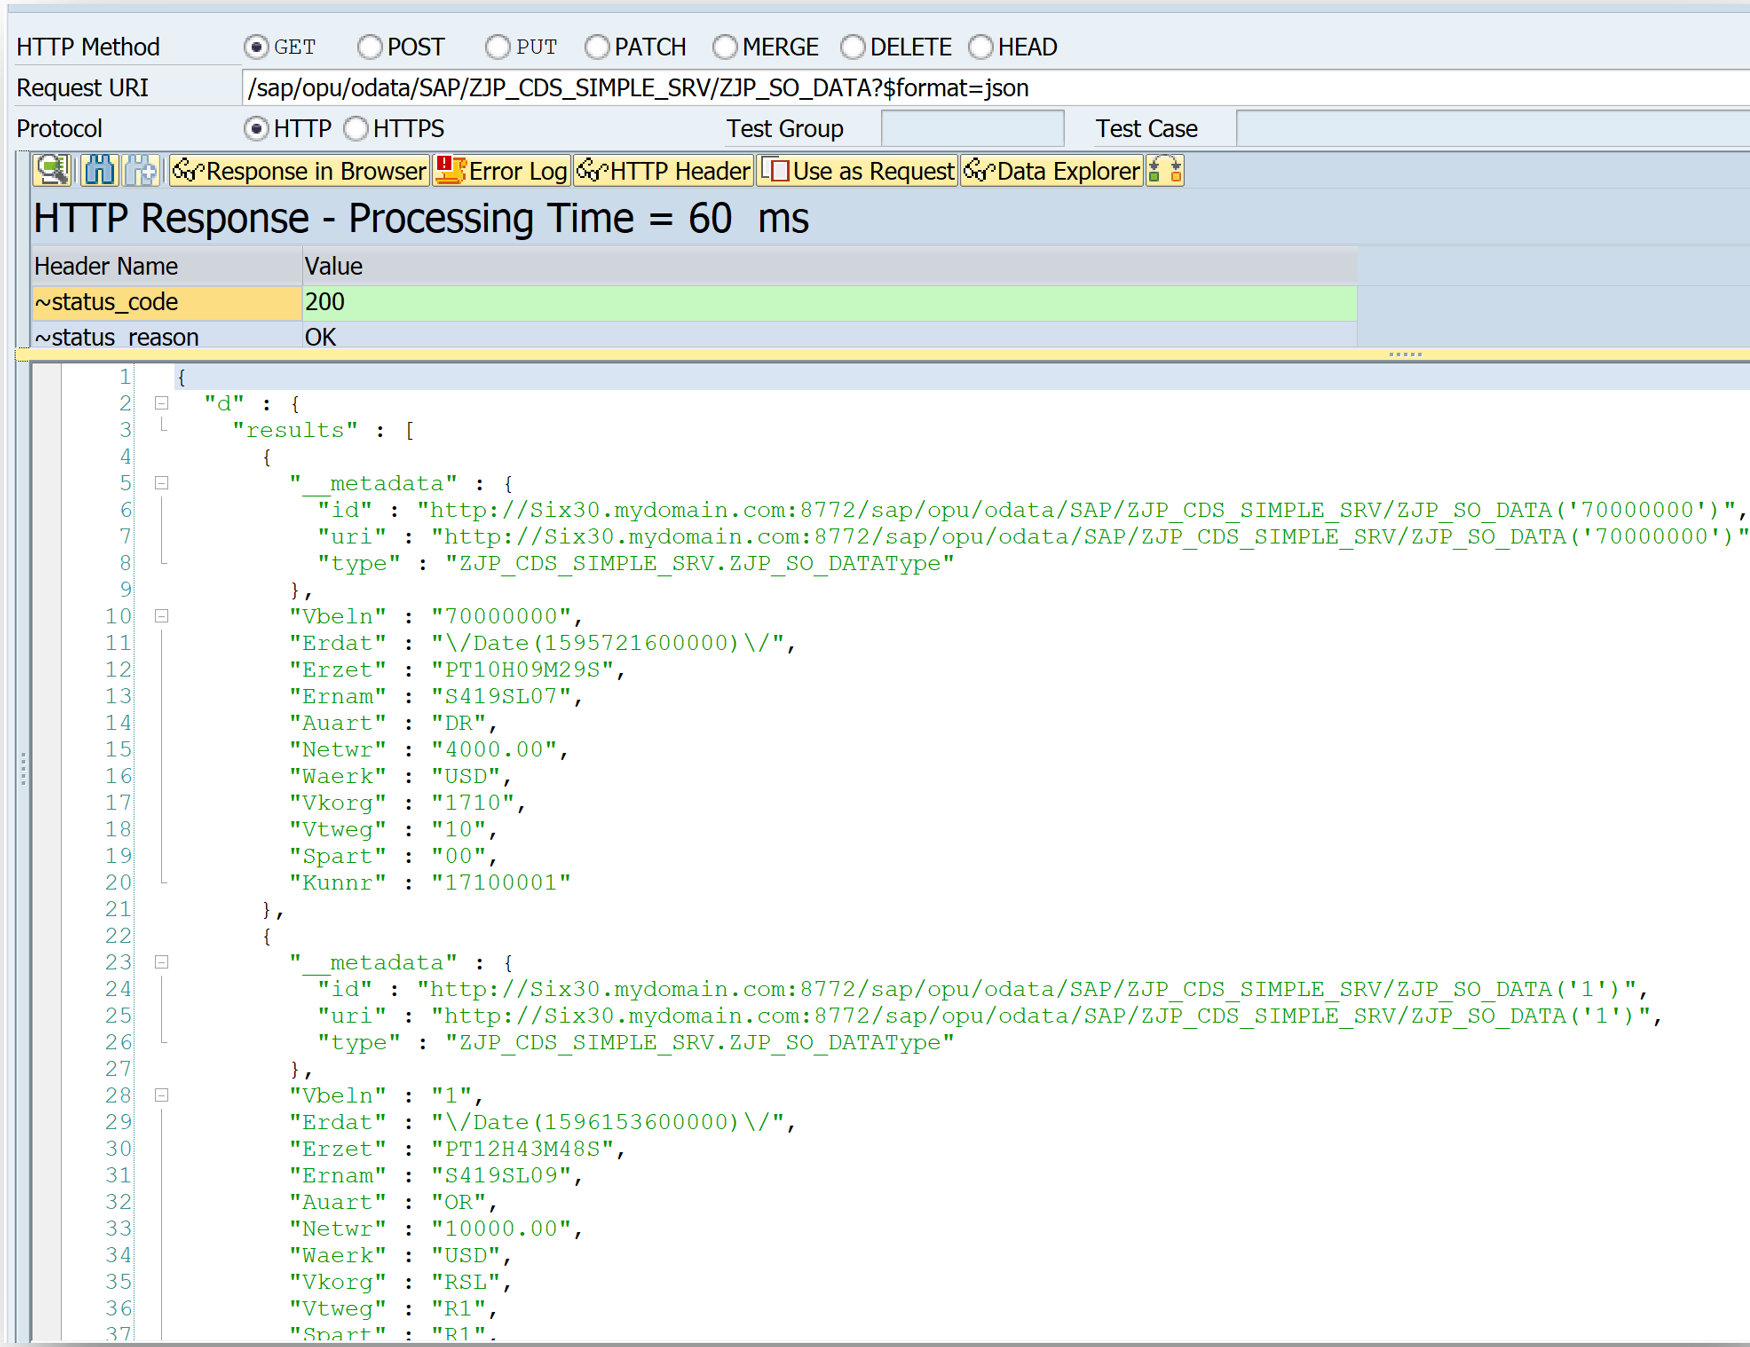 HTTP Method GET POST PUT PATCH MERGE DELETE HEAD
Request URI /sap/opu/odata/SAP/ZJP_CDS_SIMPLE_SRV/ZJP_SO_DATA?$format=json
Protocol HTTP HTTPS Test Group Test Case
Response in Browser Error Log HTTP Header Use as Request Data Explorer
HTTP Response - Processing Time = 60 ms
Header Name Value
~status_code 200
~status_reason OK
1 {
2 "d" : {
3 "results" : [
4 {
5 "__metadata" : {
6 "id" : "http://Six30.mydomain.com:8772/sap/opu/odata/SAP/ZJP_CDS_SIMPLE_SRV/ZJP_SO_DATA('70000000')",
7 "uri" : "http://Six30.mydomain.com:8772/sap/opu/odata/SAP/ZJP_CDS_SIMPLE_SRV/ZJP_SO_DATA('70000000')"
8 "type" : "ZJP_CDS_SIMPLE_SRV.ZJP_SO_DATAType"
9 },
10 "Vbeln" : "70000000",
11 "Erdat" : "\/Date(1595721600000)\/",
12 "Erzet" : "PT10H09M29S",
13 "Ernam" : "S419SL07",
14 "Auart" : "DR",
15 "Netwr" : "4000.00",
16 "Waerk" : "USD",
17 "Vkorg" : "1710",
18 "Vtweg" : "10",
19 "Spart" : "00",
20 "Kunnr" : "17100001"
21 },
22 {
23 "__metadata" : {
24 "id" : "http://Six30.mydomain.com:8772/sap/opu/odata/SAP/ZJP_CDS_SIMPLE_SRV/ZJP_SO_DATA('1')",
25 "uri" : "http://Six30.mydomain.com:8772/sap/opu/odata/SAP/ZJP_CDS_SIMPLE_SRV/ZJP_SO_DATA('1')",
26 "type" : "ZJP_CDS_SIMPLE_SRV.ZJP_SO_DATAType"
27 },
28 "Vbeln" : "1",
29 "Erdat" : "\/Date(1596153600000)\/",
30 "Erzet" : "PT12H43M48S",
31 "Ernam" : "S419SL09",
32 "Auart" : "OR",
33 "Netwr" : "10000.00",
34 "Waerk" : "USD",
35 "Vkorg" : "RSL",
36 "Vtweg" : "R1",
37 "Spart" : "R1",